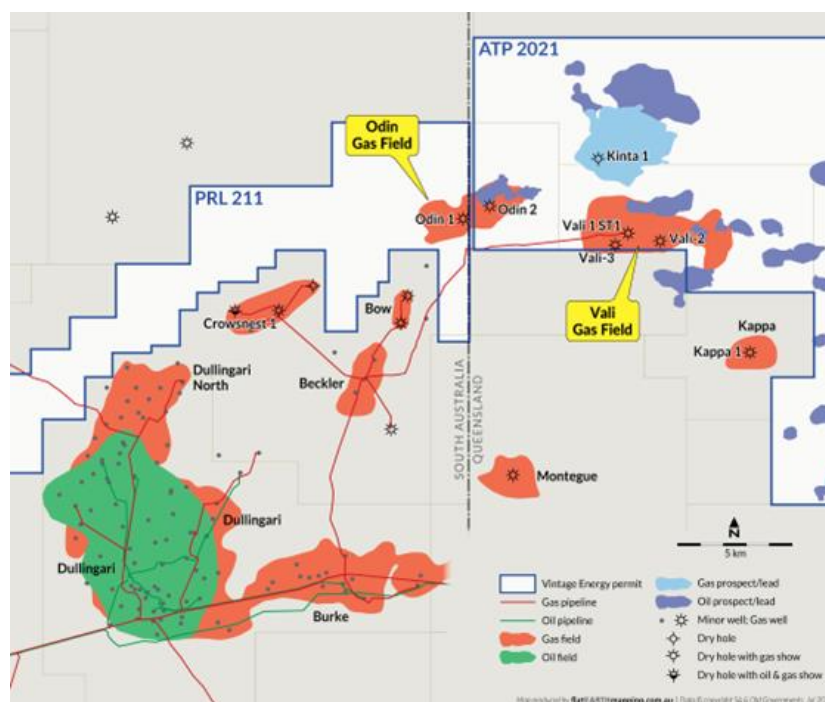 ATP 2021
Odin
Gas Field
Kinta 1
PRL 211
Odin 1
Odin 2
Vali 1 ST1
Vali-2
Vali-3
Crowsnest 1
Bow
Vali
Gas Field
Kappa
Kappa 1
Dullingari
North
Beckler
SOUTH AUSTRALIA
QUEENSLAND
Montegue
Dullingari
Dullingari
Burke
N
5 km
Vintage Energy permit
Gas pipeline
Oil pipeline
Gas field
Oil field
Gas prospect/lead
Oil prospect/lead
Minor well; Gas well
Dry hole
Dry hole with gas show
Dry hole with oil & gas show